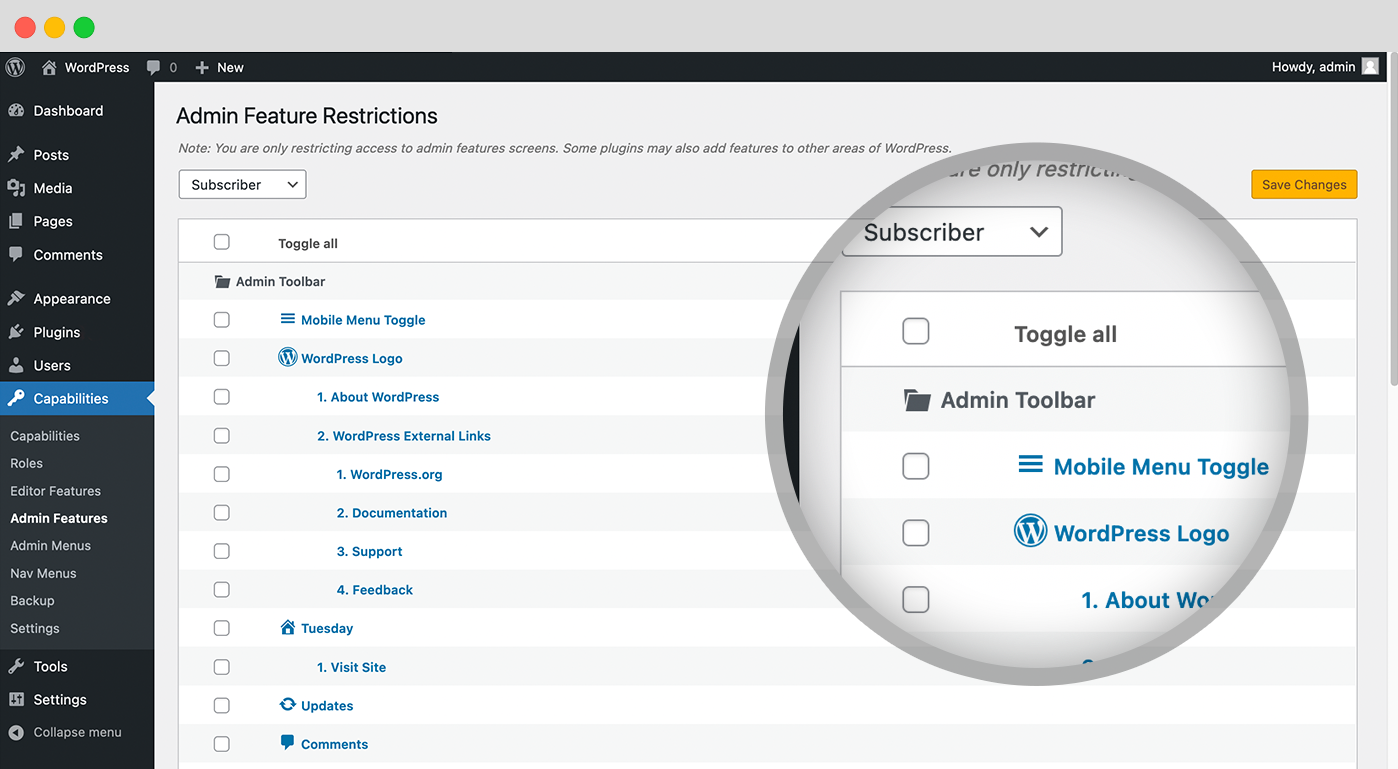 WordPress 0 New Howdy, admin
Dashboard
Posts
Media
Pages
Comments
Appearance
Plugins
Users
Capabilities
Capabilities
Roles
Editor Features
Admin Features
Admin Menus
Nav Menus
Backup
Settings
Tools
Settings
Collapse menu
Admin Feature Restrictions
Note: You are only restricting access to admin features screens. Some plugins may also add features to other areas of WordPress.
Subscriber
Save Changes
Toggle all
Admin Toolbar
Mobile Menu Toggle
WordPress Logo
1. About WordPress
2. WordPress External Links
1. WordPress.org
2. Documentation
3. Support
4. Feedback
Tuesday
1. Visit Site
Updates
Comments
are only restricting
Subscriber
Toggle all
Admin Toolbar
Mobile Menu Toggle
WordPress Logo
1. About Wor